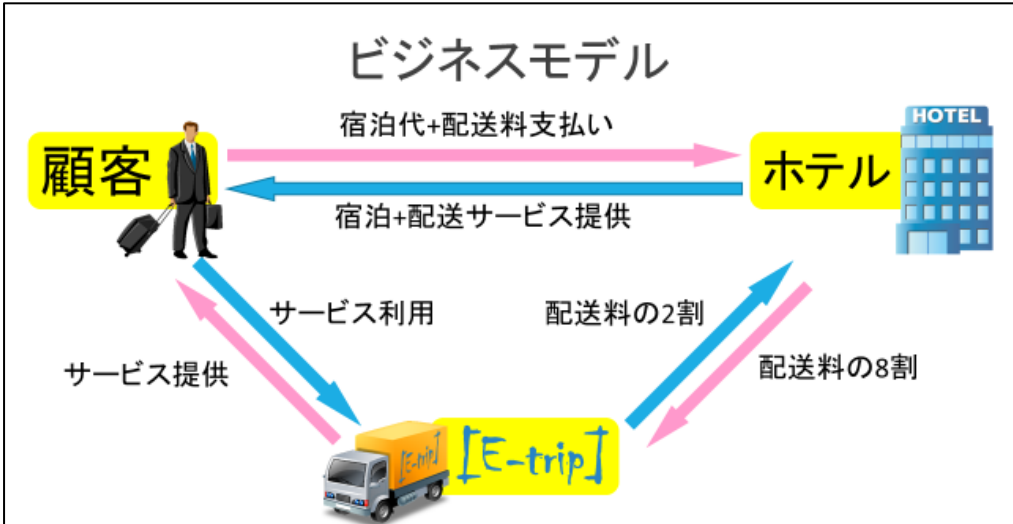 ビジネスモデル
宿泊代+配送料支払い
HOTEL
顧客
ホテル
宿泊+配送サービス提供
サービス利用
配送料の2割
サービス提供
配送料の8割
[E-trip]
[E-trip]